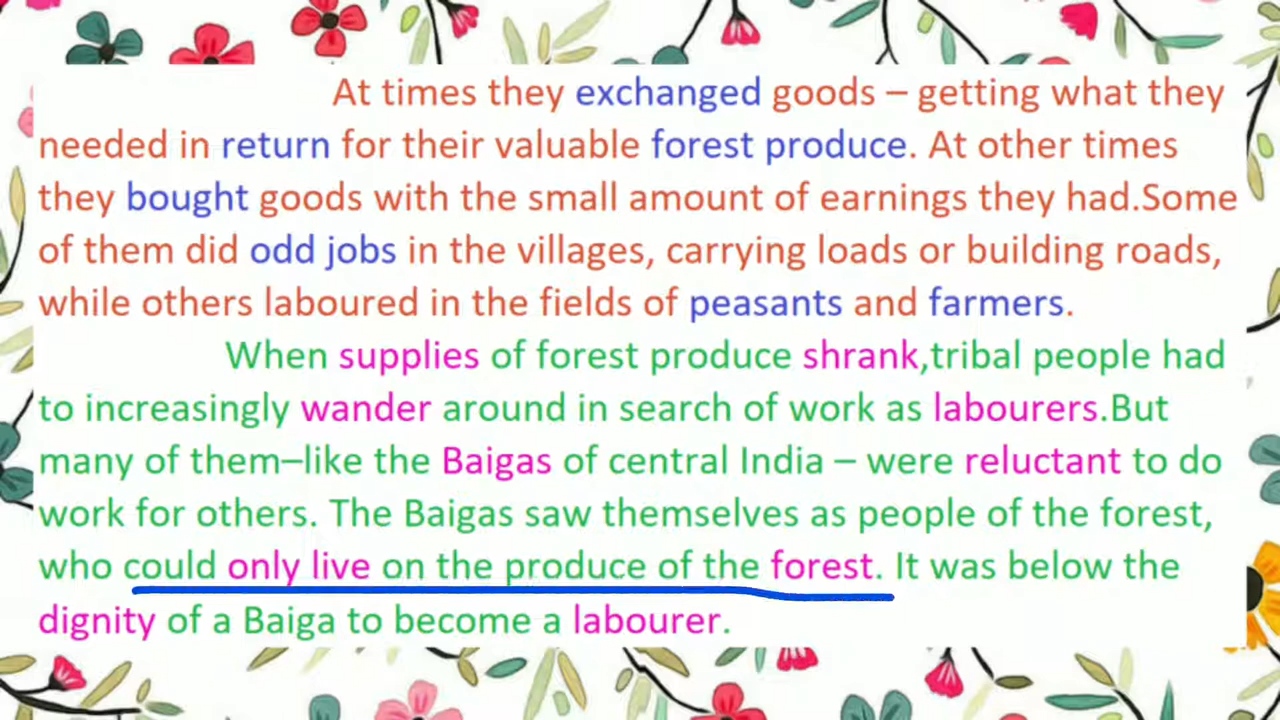 At times they exchanged goods – getting what they
needed in return for their valuable forest produce. At other times
they bought goods with the small amount of earnings they had.Some
of them did odd jobs in the villages, carrying loads or building roads,
while others laboured in the fields of peasants and farmers.
When supplies of forest produce shrank,tribal people had
to increasingly wander around in search of work as labourers.But
many of them–like the Baigas of central India – were reluctant to do
work for others. The Baigas saw themselves as people of the forest,
who could only live on the produce of the forest. It was below the
dignity of a Baiga to become a labourer.